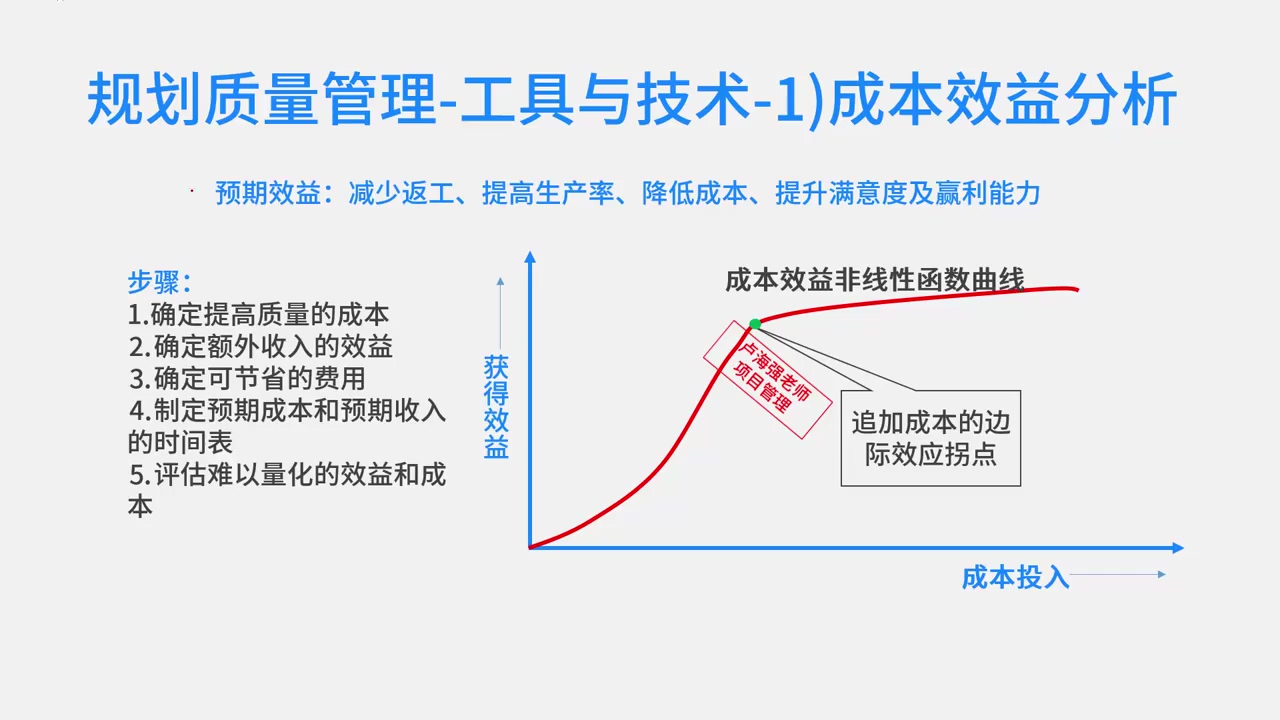 规划质量管理-工具与技术-1)成本效益分析
· 预期效益：减少返工、提高生产率、降低成本、提升满意度及赢利能力
步骤：
1.确定提高质量的成本
2.确定额外收入的效益
3.确定可节省的费用
4.制定预期成本和预期收入
的时间表
5.评估难以量化的效益和成
本
获得效益
成本效益非线性函数曲线
卢海强老师
项目管理
追加成本的边
际效应拐点
成本投入